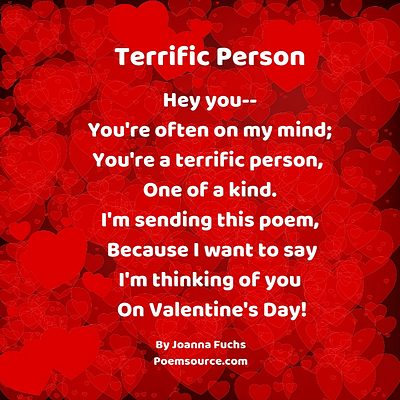 Terrific Person
Hey you--
You're often on my mind;
You're a terrific person,
One of a kind.
I'm sending this poem,
Because I want to say
I'm thinking of you
On Valentine's Day!
By Joanna Fuchs
Poemsource.com